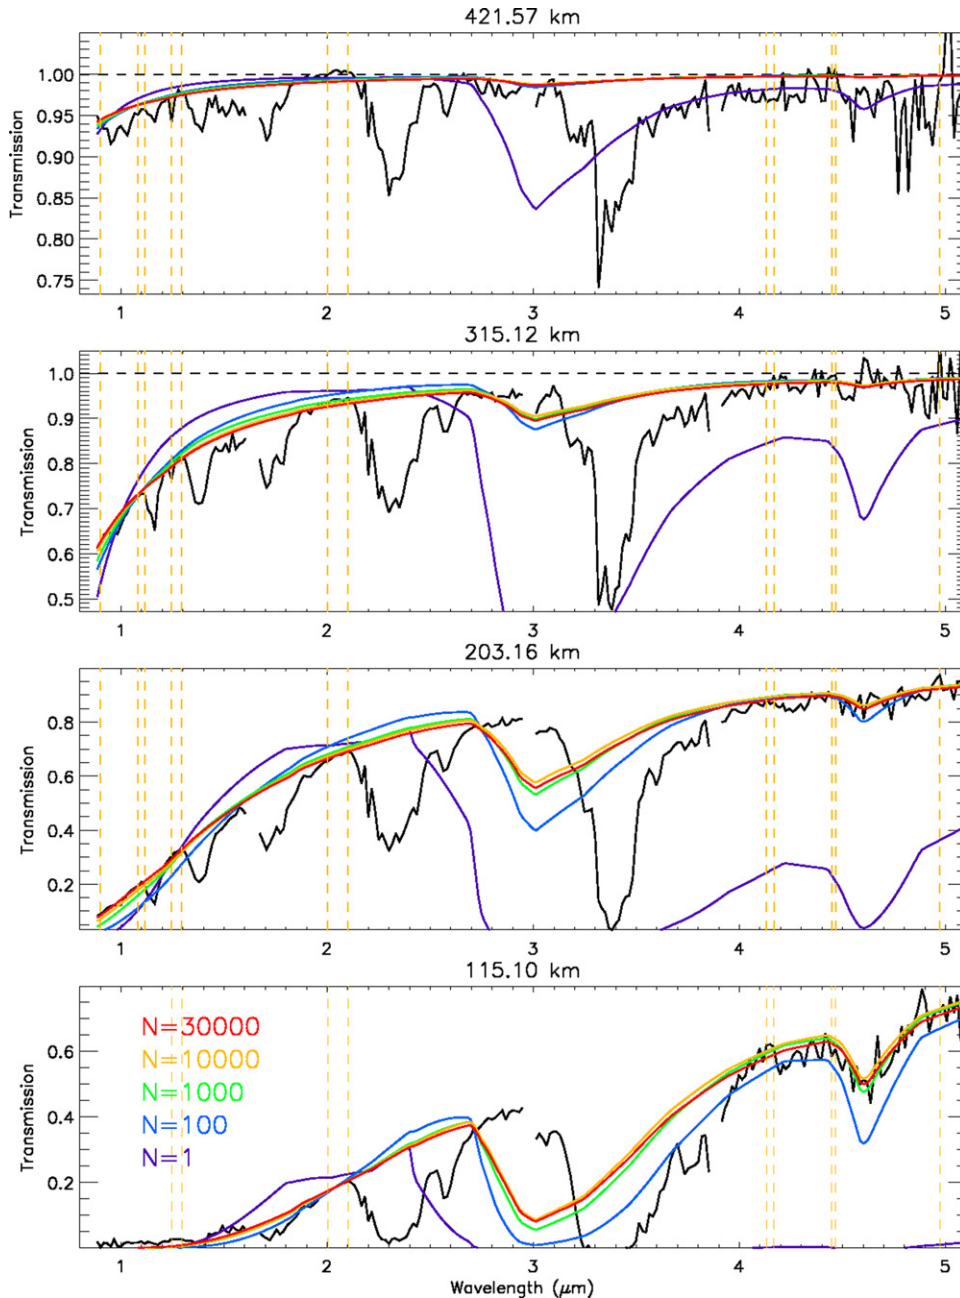 421.57 km
1.00
0.95
0.90
0.85
0.80
0.75
Transmission
1 2 3 4 5
315.12 km
1.0
0.9
0.8
0.7
0.6
0.5
Transmission
1 2 3 4 5
203.16 km
0.8
0.6
0.4
0.2
Transmission
1 2 3 4 5
115.10 km
N=30000
N=10000
N=1000
N=100
N=1
0.6
0.4
0.2
Transmission
1 2 3 4 5
Wavelength (μm)